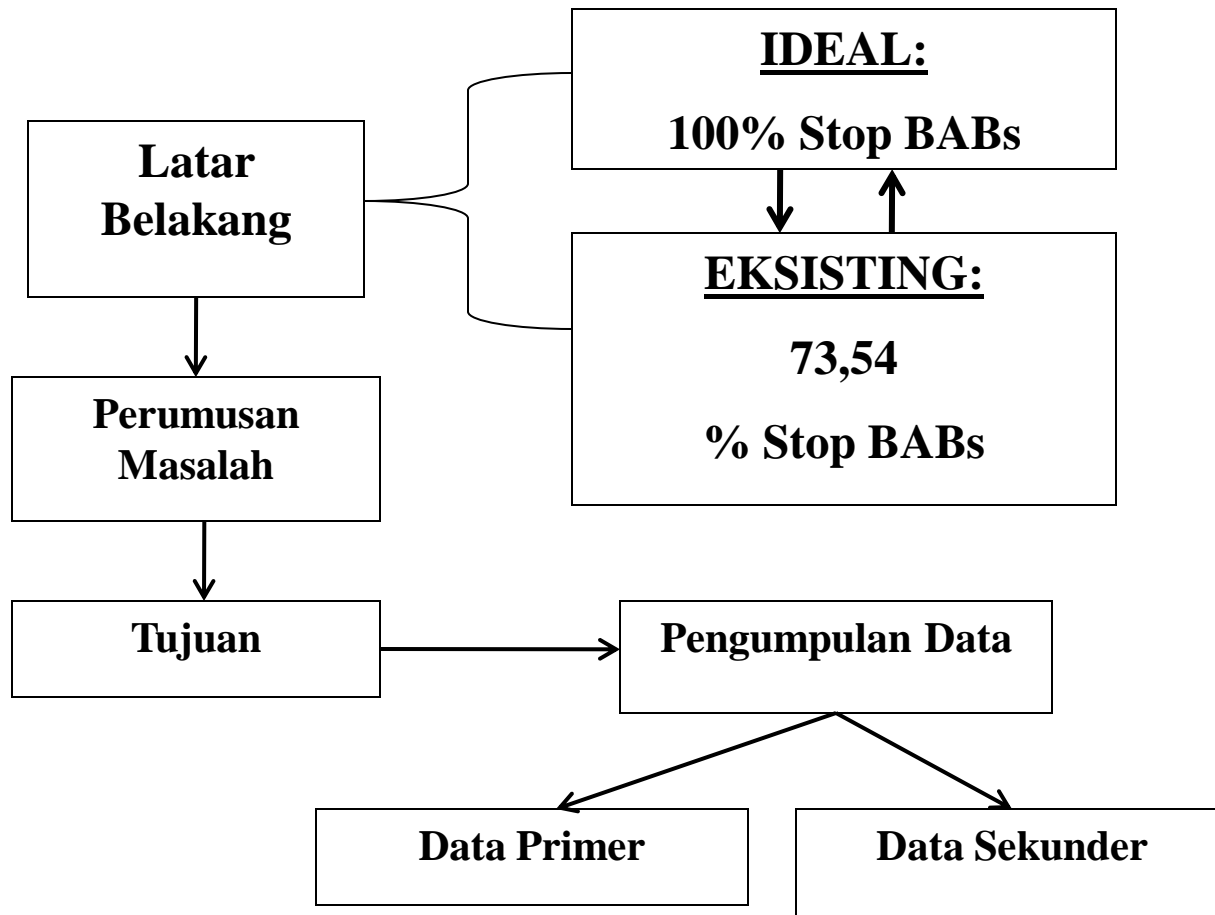 IDEAL:
100% Stop BABs
Latar
Belakang
EKSISTING:
73,54
% Stop BABs
Perumusan
Masalah
Tujuan
Pengumpulan Data
Data Primer
Data Sekunder